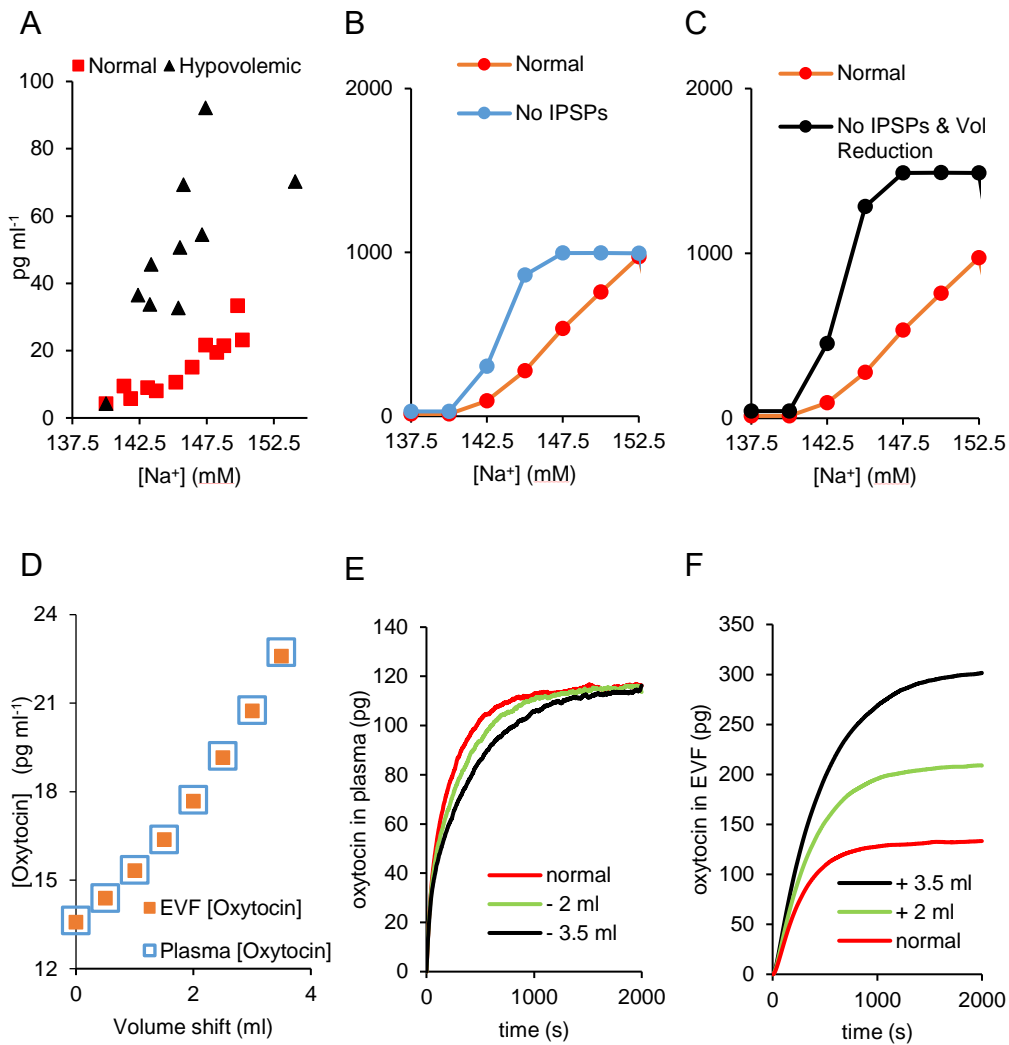 A
Normal Hypovolemic
100
80
60
40
20
0
pg ml-1
137.5 142.5 147.5 152.5
[Na+] (mM)
B
Normal
No IPSPs
2000
1000
0
137.5 142.5 147.5 152.5
[Na+] (mM)
C
Normal
No IPSPs & Vol
Reduction
2000
1000
0
137.5 142.5 147.5 152.5
[Na+] (mM)
D
24
21
18
15
12
[Oxytocin] (pg ml-1)
EVF [Oxytocin]
Plasma [Oxytocin]
0 2 4
Volume shift (ml)
E
140
120
100
80
60
40
20
0
oxytocin in plasma (pg)
normal
- 2 ml
- 3.5 ml
0 1000 2000
time (s)
F
350
300
250
200
150
100
50
0
oxytocin in EVF (pg)
+ 3.5 ml
+ 2 ml
normal
0 1000 2000
time (s)